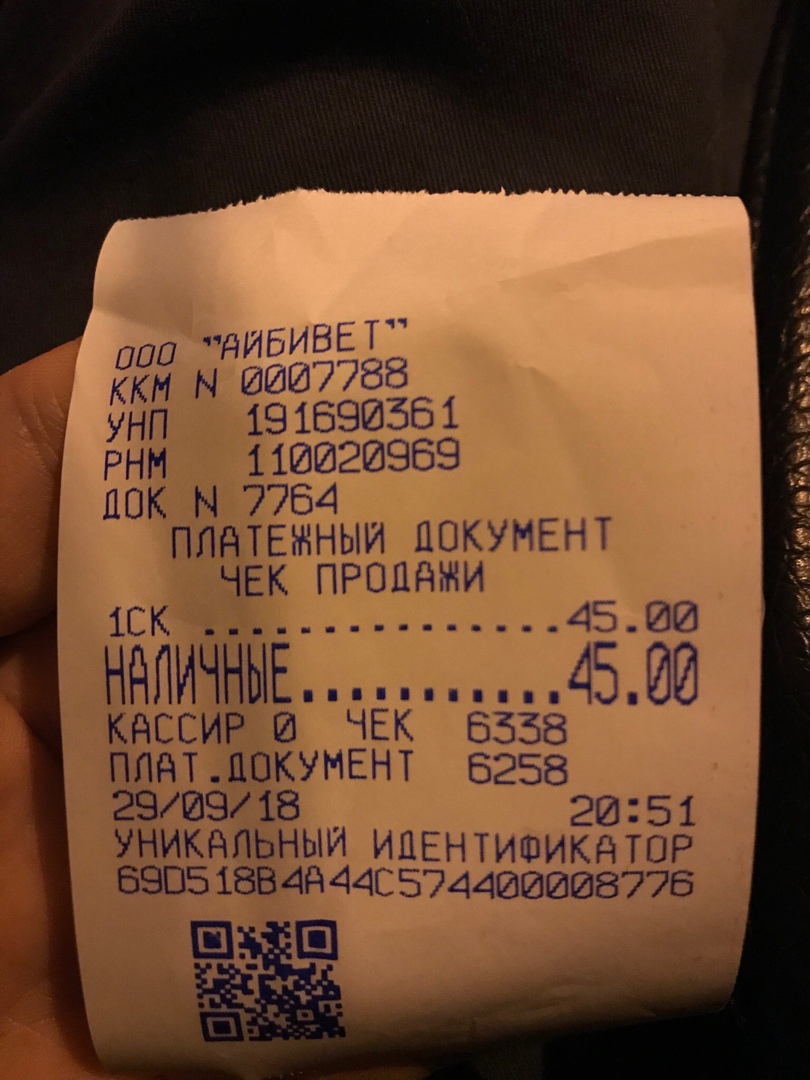 ООО "АЙБИВЕТ"
ККМ N 0007788
УНП 191690361
РНМ 110020969
ДОК N 7764
ПЛАТЕЖНЫЙ ДОКУМЕНТ
ЧЕК ПРОДАЖИ
1СК ................45.00
НАЛИЧНЫЕ...........45.00
КАССИР 0 ЧЕК 6338
ПЛАТ.ДОКУМЕНТ 6258
29/09/18 20:51
УНИКАЛЬНЫЙ ИДЕНТИФИКАТОР
69D518B4A44C574400008776